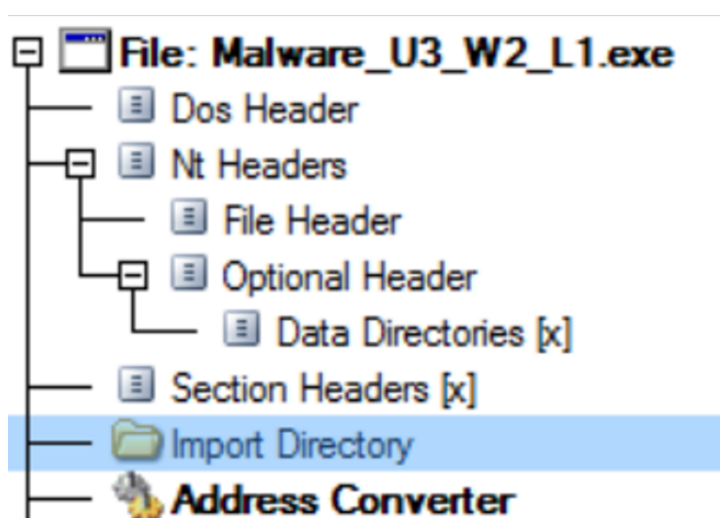 File: Malware_U3_W2_L1.exe
Dos Header
Nt Headers
File Header
Optional Header
Data Directories [x]
Section Headers [x]
Import Directory
Address Converter